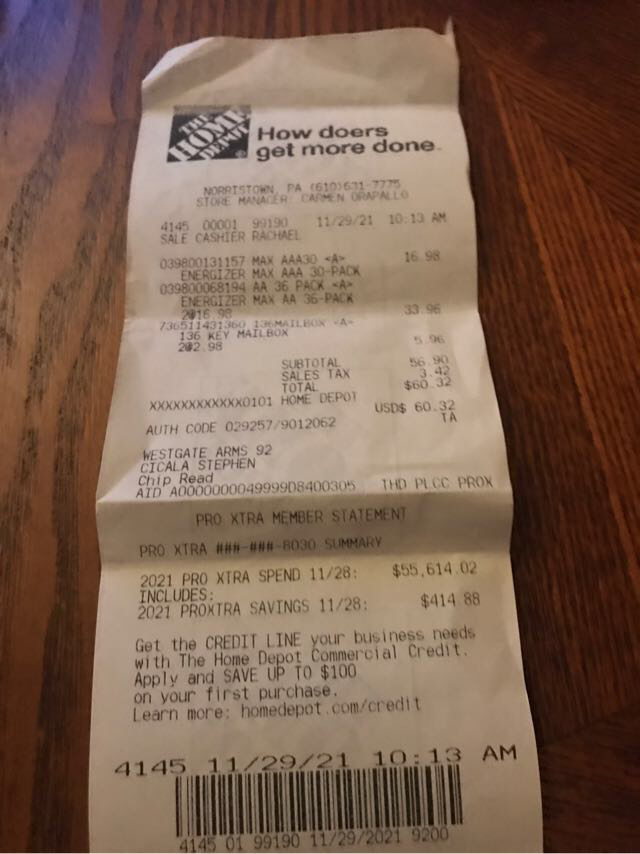 THE
HOME
DEPOT
How doers
get more done.
NORRISTOWN, PA (610)631-7775
STORE MANAGER: CARMEN ORAPALLO
4145 00001 99190 11/29/21 10:13 AM
SALE CASHIER RACHAEL
039800131157 MAX AAA30 <A> 16.98
ENERGIZER MAX AAA 30-PACK
039800068194 AA 36 PACK <A>
ENERGIZER MAX AA 36-PACK
2@16.98 33.96
736511431360 136MAILBOX <A>
136 KEY MAILBOX
2@2.98 5.96
SUBTOTAL 56.90
SALES TAX 3.42
TOTAL $60.32
XXXXXXXXXXXX0101 HOME DEPOT
USD$ 60.32
AUTH CODE 029257/9012062 TA
WESTGATE ARMS 92
CICALA STEPHEN
Chip Read
AID A0000000049999D8400305 THD PLCC PROX
PRO XTRA MEMBER STATEMENT
PRO XTRA ###-###-8030 SUMMARY
2021 PRO XTRA SPEND 11/28: $55,614.02
INCLUDES:
2021 PROXTRA SAVINGS 11/28: $414.88
Get the CREDIT LINE your business needs
with The Home Depot Commercial Credit.
Apply and SAVE UP TO $100
on your first purchase.
Learn more: homedepot.com/credit
4145 11/29/21 10:13 AM
4145 01 99190 11/29/2021 9200